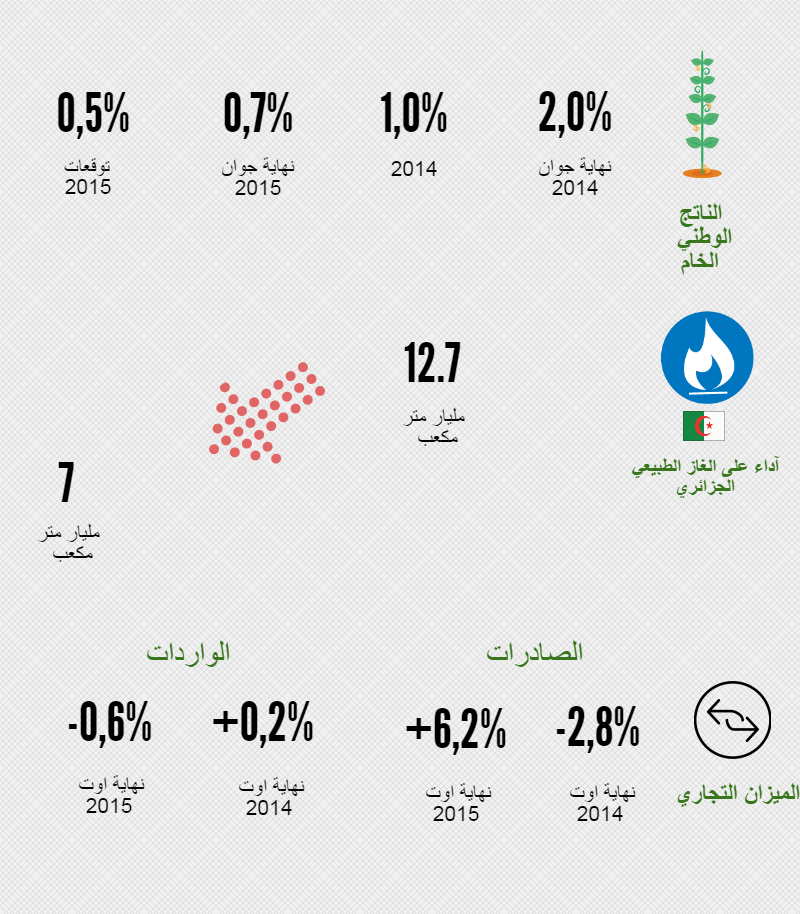 2,0%
نهاية جوان
2014
1,0%
2014
0,7%
نهاية جوان
2015
0,5%
توقعات
2015
الناتج
الوطني
الخام
12.7
مليار متر
مكعب
7
مليار متر
مكعب
آداء على الغاز الطبيعي
الجزائري
الصادرات
الواردات
-2,8%
نهاية اوت
2014
+6,2%
نهاية اوت
2015
+0,2%
نهاية اوت
2014
-0,6%
نهاية اوت
2015
الميزان التجاري